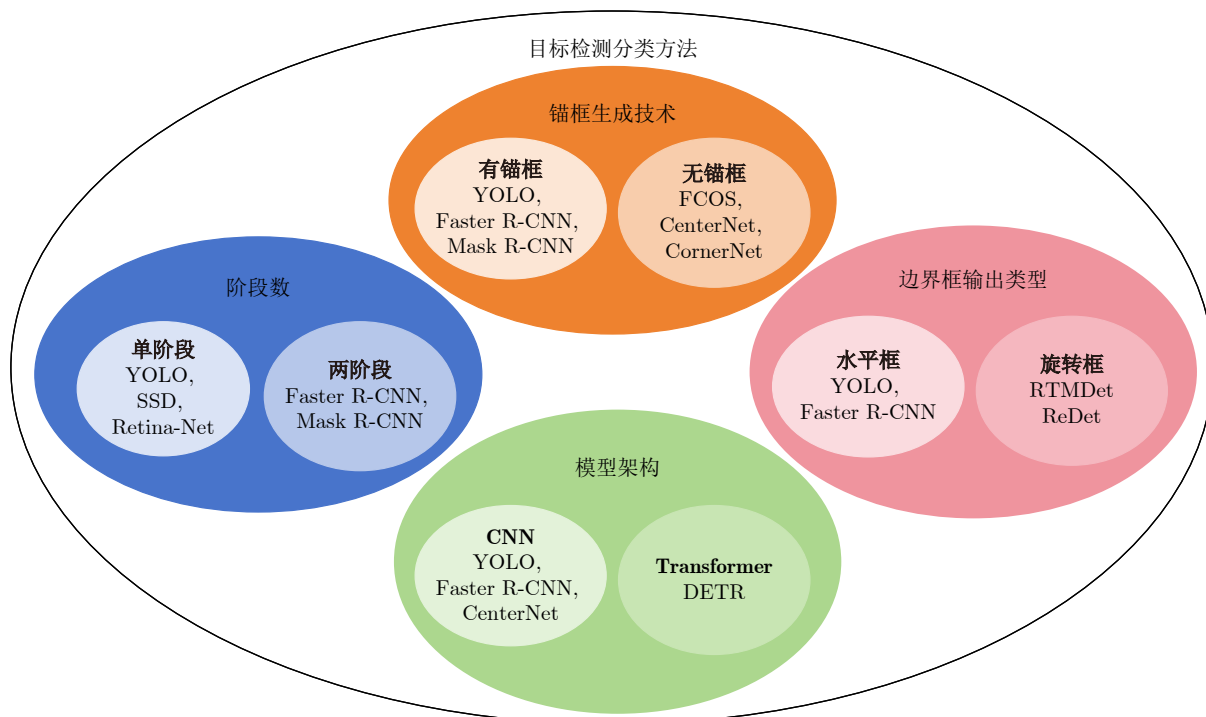 目标检测分类方法
锚框生成技术
有锚框
YOLO,
Faster R-CNN,
Mask R-CNN
无锚框
FCOS,
CenterNet,
CornerNet
阶段数
单阶段
YOLO,
SSD,
Retina-Net
两阶段
Faster R-CNN,
Mask R-CNN
边界框输出类型
水平框
YOLO,
Faster R-CNN
旋转框
RTMDet
ReDet
模型架构
CNN
YOLO,
Faster R-CNN,
CenterNet
Transformer
DETR